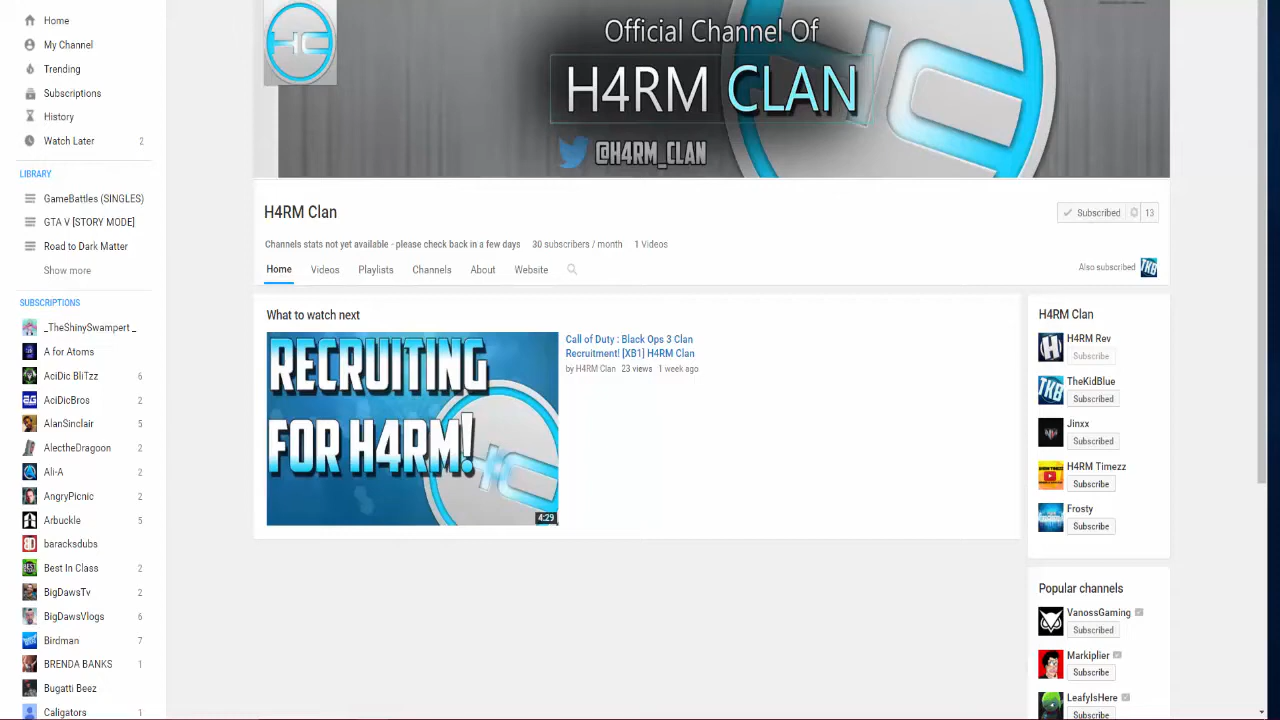 Home
My Channel
Trending
Subscriptions
History
Watch Later 2
LIBRARY
GameBattles (SINGLES)
GTA V [STORY MODE]
Road to Dark Matter
Show more
SUBSCRIPTIONS
_TheShinySwampert_
A for Atoms
AciDic BliTzz 6
AciDicBros 2
AlanSinclair 5
AlectheDragoon 2
Ali-A 2
AngryPicnic 2
Arbuckle 5
baracksdubs
Best In Class 2
BigDawsTv 2
BigDawsVlogs 6
Birdman 7
BRENDA BANKS 1
Bugatti Beez
Caligators 1
HC
Official Channel Of
H4RM CLAN
@H4RM_CLAN
H4RM Clan
Subscribed 13
Channels stats not yet available - please check back in a few days 30 subscribers / month 1 Videos
Home Videos Playlists Channels About Website
Also subscribed TKB
What to watch next
RECRUITING
FOR H4RM!
4:29
Call of Duty : Black Ops 3 Clan
Recruitment! [XB1] H4RM Clan
by H4RM Clan 23 views 1 week ago
H4RM Clan
H4RM Rev
Subscribe
TKB
TheKidBlue
Subscribed
Jinxx
Subscribed
H4RM Timezz
Subscribe
Frosty
Subscribe
Popular channels
VanossGaming
Subscribed
Markiplier
Subscribe
LeafyIsHere
Subscribe